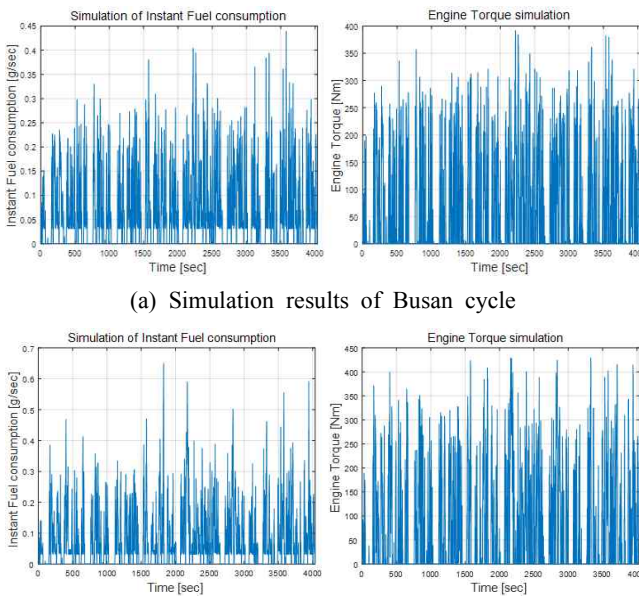 Simulation of Instant Fuel consumption
Instant Fuel consumption [g/sec]
0.45
0.4
0.35
0.3
0.25
0.2
0.15
0.1
0.05
0
0 500 1000 1500 2000 2500 3000 3500 4000
Time [sec]
Engine Torque simulation
Engine Torque [Nm]
400
350
300
250
200
150
100
50
0
0 500 1000 1500 2000 2500 3000 3500 4000
Time [sec]
(a) Simulation results of Busan cycle
Simulation of Instant Fuel consumption
Instant Fuel consumption [g/sec]
0.7
0.6
0.5
0.4
0.3
0.2
0.1
0
0 500 1000 1500 2000 2500 3000 3500 4000
Time [sec]
Engine Torque simulation
Engine Torque [Nm]
450
400
350
300
250
200
150
100
50
0
0 500 1000 1500 2000 2500 3000 3500 4000
Time [sec]